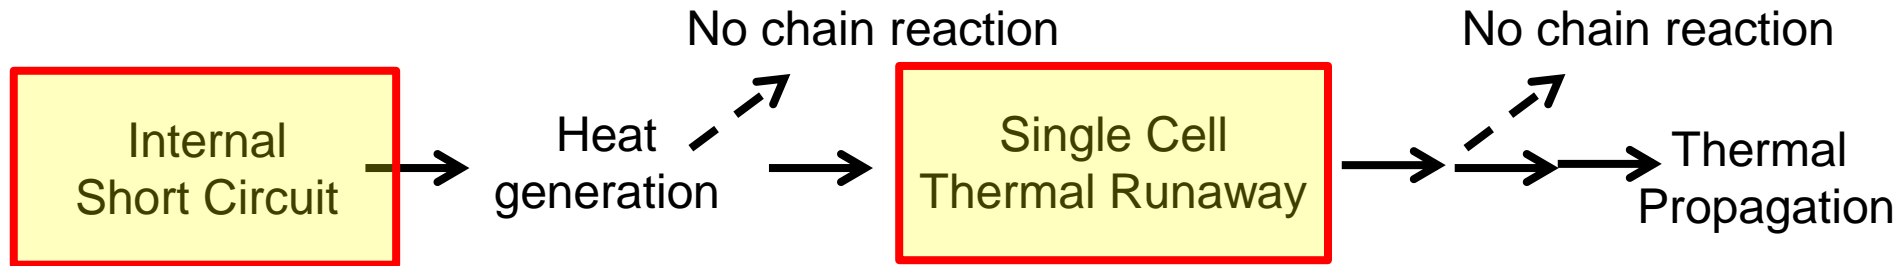 No chain reaction
No chain reaction
Internal
Short Circuit
Heat
generation
Single Cell
Thermal Runaway
Thermal
Propagation